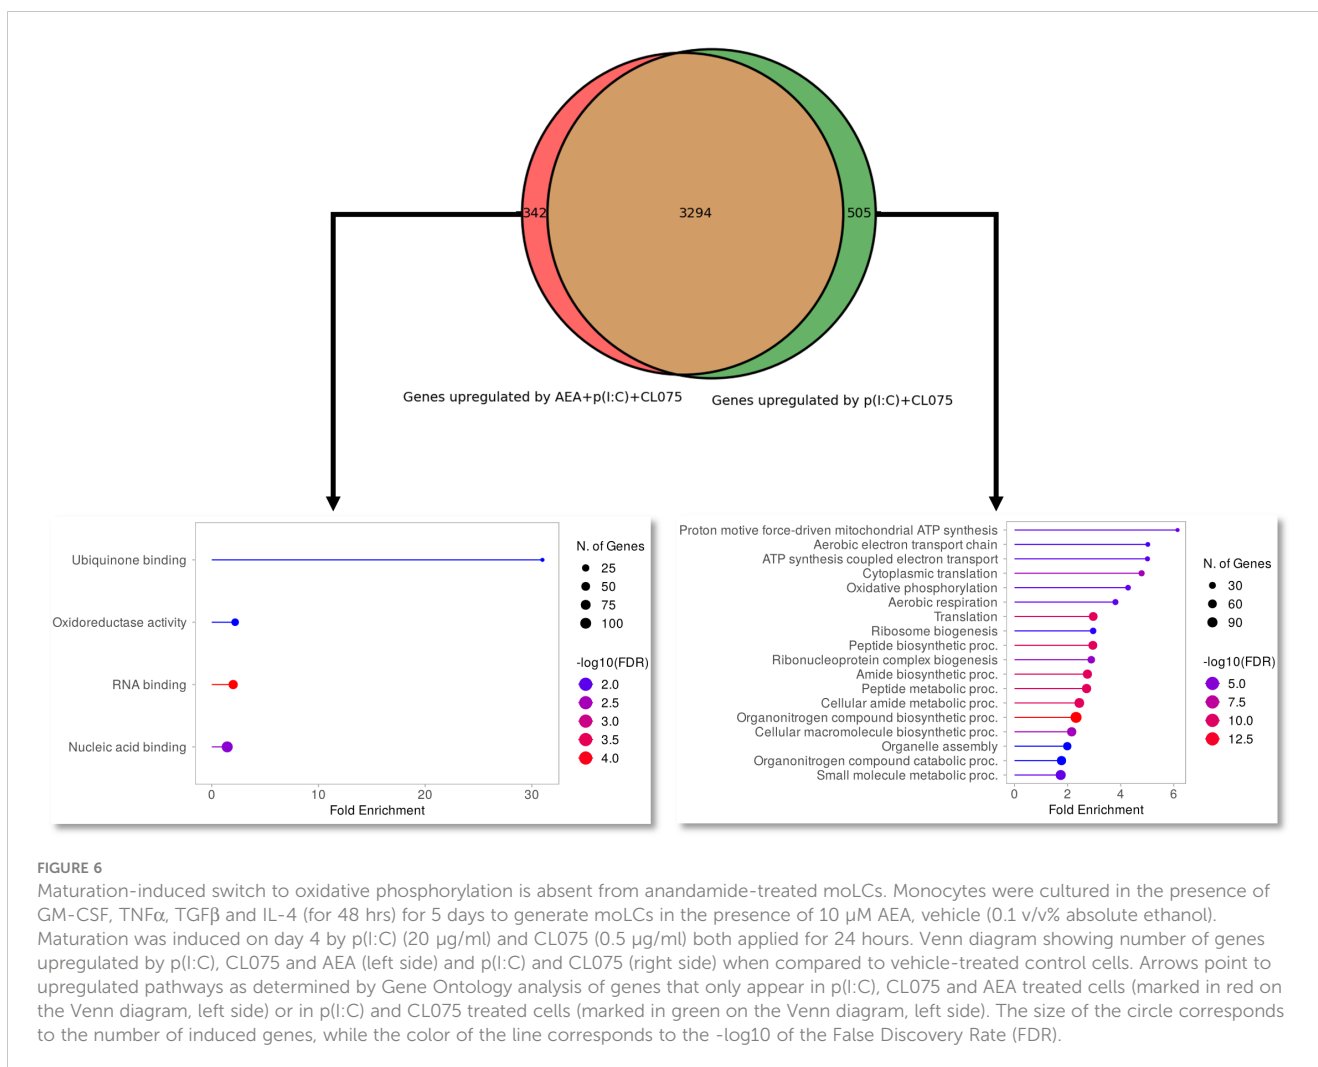 342
3294
505
Genes upregulated by AEA+p(I:C)+CL075
Genes upregulated by p(I:C)+CL075
Ubiquinone binding
Oxidoreductase activity
RNA binding
Nucleic acid binding
0
10
20
30
Fold Enrichment
N. of Genes
25
50
75
100
-log10(FDR)
2.0
2.5
3.0
3.5
4.0
Proton motive force-driven mitochondrial ATP synthesis
Aerobic electron transport chain
ATP synthesis coupled electron transport
Cytoplasmic translation
Oxidative phosphorylation
Aerobic respiration
Translation
Ribosome biogenesis
Peptide biosynthetic proc.
Ribonucleoprotein complex biogenesis
Amide biosynthetic proc.
Peptide metabolic proc.
Cellular amide metabolic proc.
Organonitrogen compound biosynthetic proc.
Cellular macromolecule biosynthetic proc.
Organelle assembly
Organonitrogen compound catabolic proc.
Small molecule metabolic proc.
0
2
4
6
Fold Enrichment
N. of Genes
30
60
90
-log10(FDR)
5.0
7.5
10.0
12.5
FIGURE 6
Maturation-induced switch to oxidative phosphorylation is absent from anandamide-treated moLCs. Monocytes were cultured in the presence of
GM-CSF, TNFα, TGFβ and IL-4 (for 48 hrs) for 5 days to generate moLCs in the presence of 10 µM AEA, vehicle (0.1 v/v% absolute ethanol).
Maturation was induced on day 4 by p(I:C) (20 µg/ml) and CL075 (0.5 µg/ml) both applied for 24 hours. Venn diagram showing number of genes
upregulated by p(I:C), CL075 and AEA (left side) and p(I:C) and CL075 (right side) when compared to vehicle-treated control cells. Arrows point to
upregulated pathways as determined by Gene Ontology analysis of genes that only appear in p(I:C), CL075 and AEA treated cells (marked in red on
the Venn diagram, left side) or in p(I:C) and CL075 treated cells (marked in green on the Venn diagram, left side). The size of the circle corresponds
to the number of induced genes, while the color of the line corresponds to the -log10 of the False Discovery Rate (FDR).